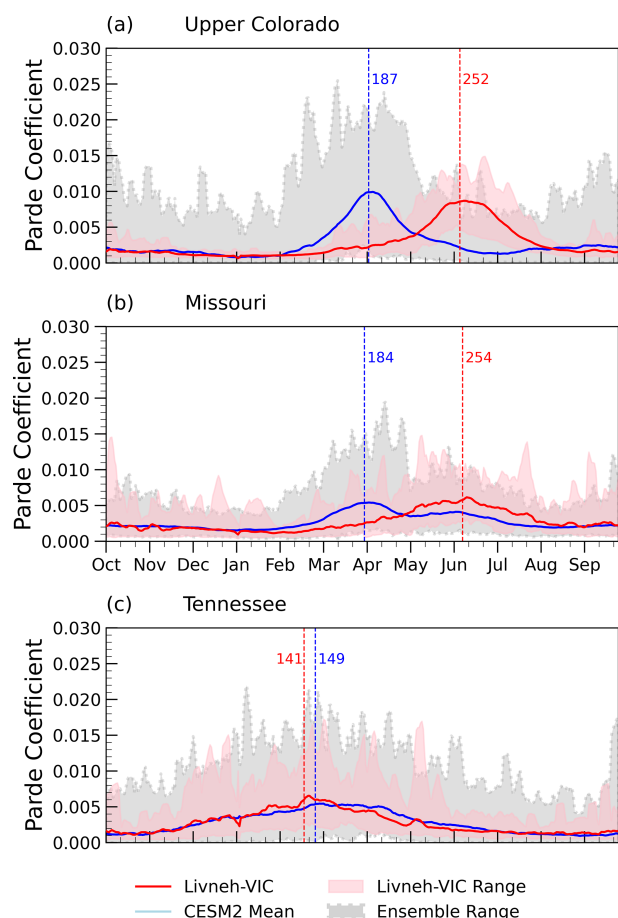 (a) Upper Colorado
0.030
0.025
0.020
0.015
0.010
0.005
0.000
Parde Coefficient
187
252
(b) Missouri
0.030
0.025
0.020
0.015
0.010
0.005
0.000
Parde Coefficient
184
254
Oct Nov Dec Jan Feb Mar Apr May Jun Jul Aug Sep
(c) Tennessee
0.030
0.025
0.020
0.015
0.010
0.005
0.000
Parde Coefficient
141
149
Livneh-VIC
Livneh-VIC Range
CESM2 Mean
Ensemble Range